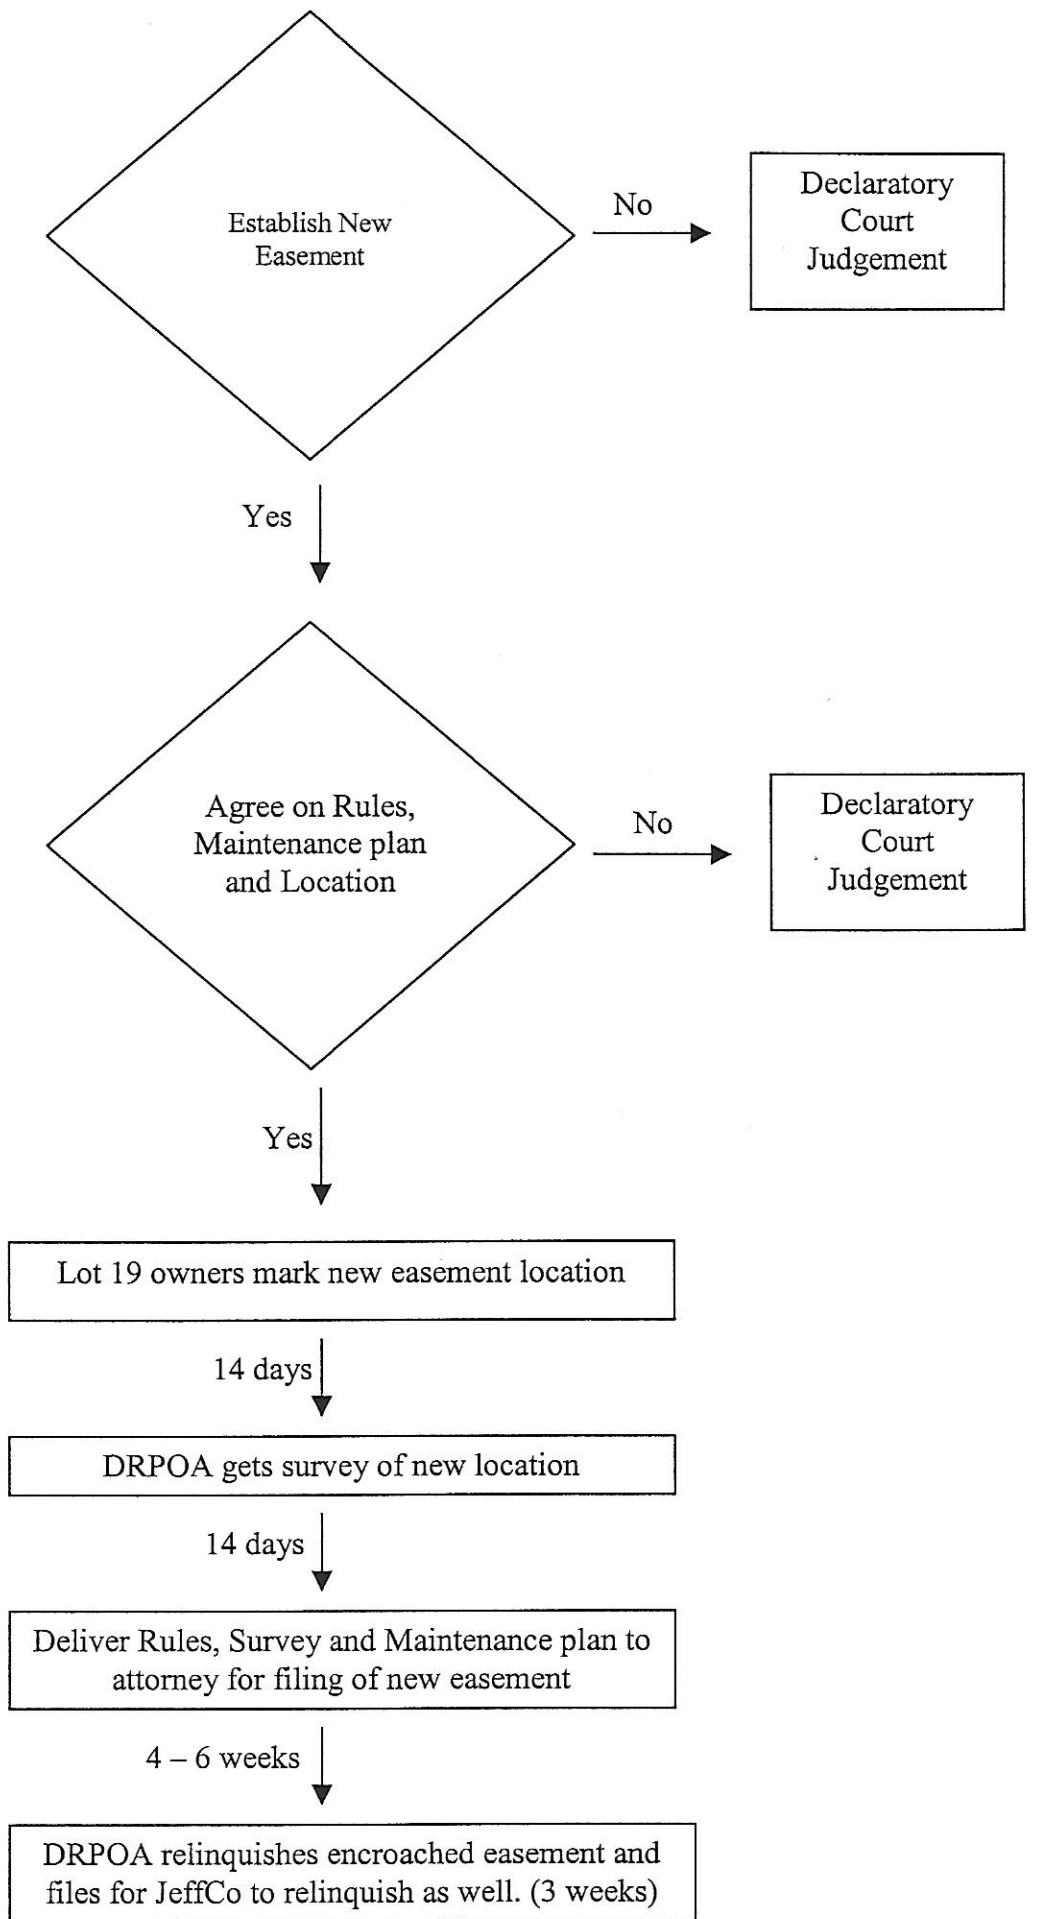 Establish New
Easement
No
Declaratory
Court
Judgement
Yes
Agree on Rules,
Maintenance plan
and Location
No
Declaratory
Court
Judgement
Yes
Lot 19 owners mark new easement location
14 days
DRPOA gets survey of new location
14 days
Deliver Rules, Survey and Maintenance plan to
attorney for filing of new easement
4 – 6 weeks
DRPOA relinquishes encroached easement and
files for JeffCo to relinquish as well. (3 weeks)